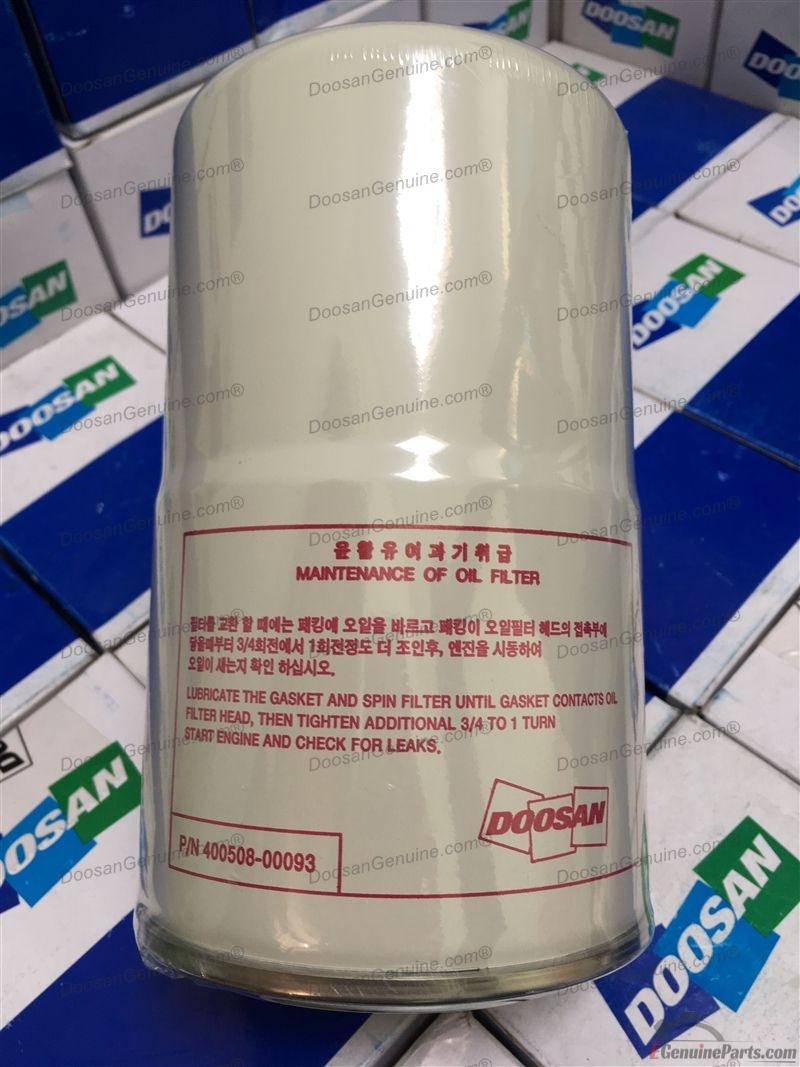 DOOSAN
DOOSAN
DOOSAN
DOOSAN
DOOSAN
DoosanGenuine.com®
윤활유여과기취급
MAINTENANCE OF OIL FILTER
필터를 교환 할 때에는 패킹에 오일을 바르고 패킹이 오일필터 헤드의 접촉부에
닿을때부터 3/4회전에서 1회전정도 더 조인후, 엔진을 시동하여
오일이 새는지 확인 하십시오.
LUBRICATE THE GASKET AND SPIN FILTER UNTIL GASKET CONTACTS OIL
FILTER HEAD, THEN TIGHTEN ADDITIONAL 3/4 TO 1 TURN
START ENGINE AND CHECK FOR LEAKS.
DOOSAN
P/N 400508-00093
DOOSAN
DOOSAN
EGenuineParts.com